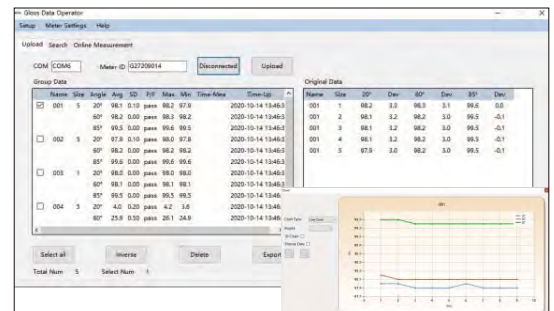 Gloss Data Operator
Setup Meter Settings Help
Upload Search Online Measurement
COM COM6 Meter ID G27209014 Disconnected Upload
Group Data
Name Size Angle Avg SD P/F Max Min Time-Mea Time-Up
001 5 20° 98.1 0.10 pass 98.2 97.9 2020-10-14 13:46:3
60° 98.2 0.00 pass 98.3 98.2 2020-10-14 13:46:3
85° 99.5 0.00 pass 99.6 99.5 2020-10-14 13:46:3
002 5 20° 97.9 0.10 pass 98.0 97.8 2020-10-14 13:46:3
60° 98.2 0.00 pass 98.2 98.2 2020-10-14 13:46:3
85° 99.6 0.00 pass 99.6 99.6 2020-10-14 13:46:3
003 1 20° 98.0 0.00 pass 98.0 98.0 2020-10-14 13:46:3
60° 98.1 0.00 pass 98.1 98.1 2020-10-14 13:46:3
85° 99.5 0.00 pass 99.5 99.5 2020-10-14 13:46:3
004 5 20° 4.0 0.20 pass 4.2 3.6 2020-10-14 13:46:3
60° 25.8 0.50 pass 26.1 24.9 2020-10-14 13:46:3
Select all Inverse Delete Export
Total Num 5 Select Num 1
Original Data
Name Size 20° Dev 60° Dev 85° Dev
001 1 98.2 3.3 98.3 3.1 99.6 0.0
001 2 98.1 3.2 98.2 3.0 99.5 -0.1
001 3 98.1 3.2 98.2 3.0 99.5 -0.1
001 4 98.1 3.2 98.2 3.0 99.5 -0.1
001 5 97.9 3.0 98.2 3.0 99.5 -0.1
001
0 1 2 3 4 5 6 7 8 9 10